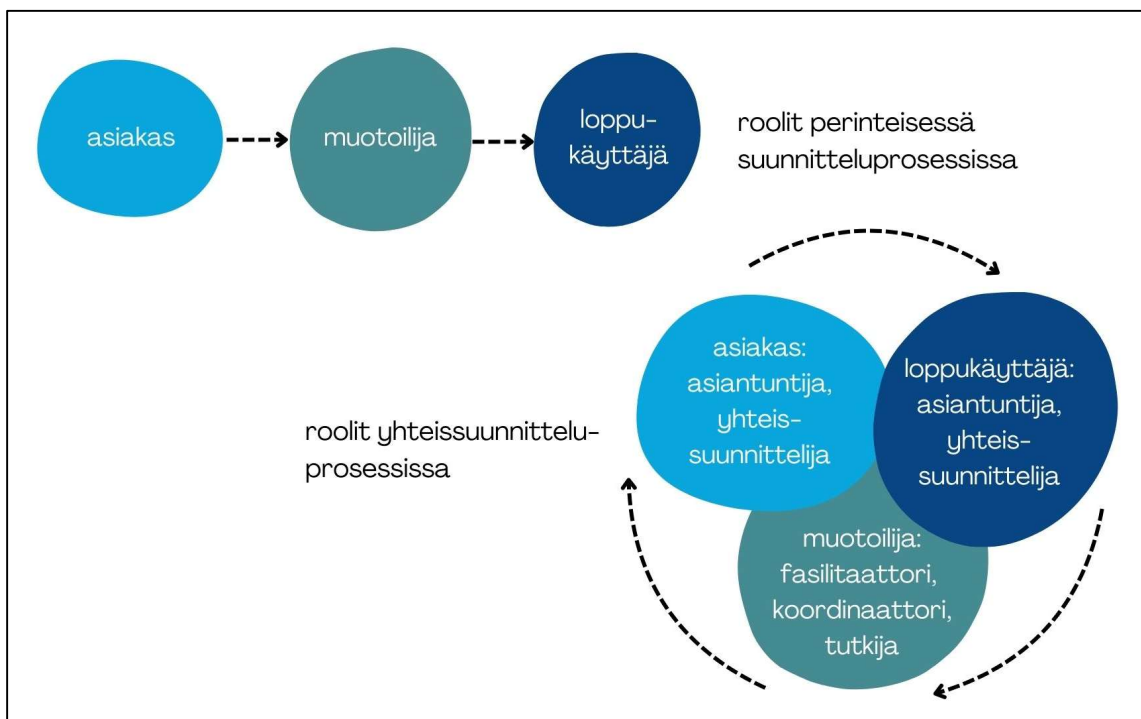 asiakas
muotoilija
loppu-
käyttäjä
roolit perinteisessä
suunnitteluprosessissa
asiakas:
asiantuntija,
yhteis-
suunnittelija
loppukäyttäjä:
asiantuntija,
yhteis-
suunnittelija
roolit yhteissuunnittelu-
prosessissa
muotoilija:
fasilitaattori,
koordinaattori,
tutkija